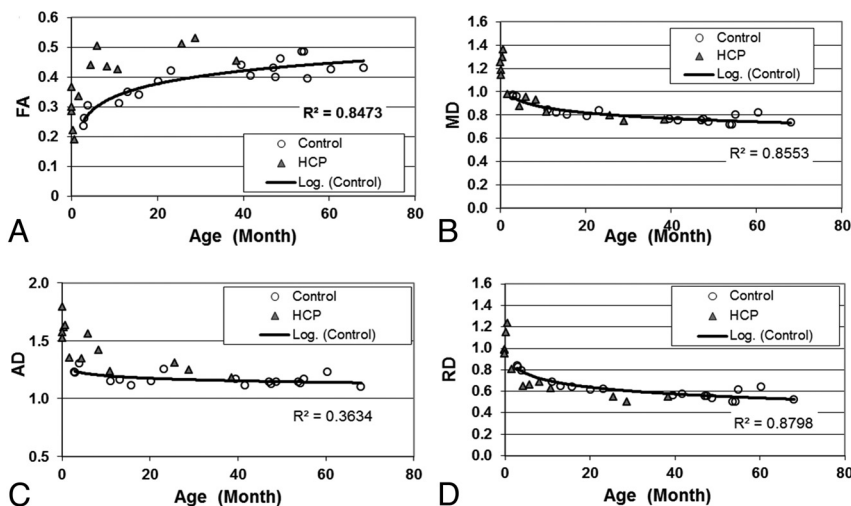 0.6
0.5
0.4
0.3
0.2
0.1
0
FA
R² = 0.8473
Control
HCP
Log. (Control)
0 20 40 60 80
Age (Month)
A
1.6
1.4
1.2
1.0
0.8
0.6
0.4
0.2
0.0
MD
Control
HCP
Log. (Control)
R² = 0.8553
0 20 40 60 80
Age (Month)
B
2.0
1.5
1.0
0.5
AD
Control
HCP
Log. (Control)
R² = 0.3634
0 20 40 60 80
Age (Month)
C
1.6
1.4
1.2
1.0
0.8
0.6
0.4
0.2
0.0
RD
Control
HCP
Log. (Control)
R² = 0.8798
0 20 40 60 80
Age (Month)
D